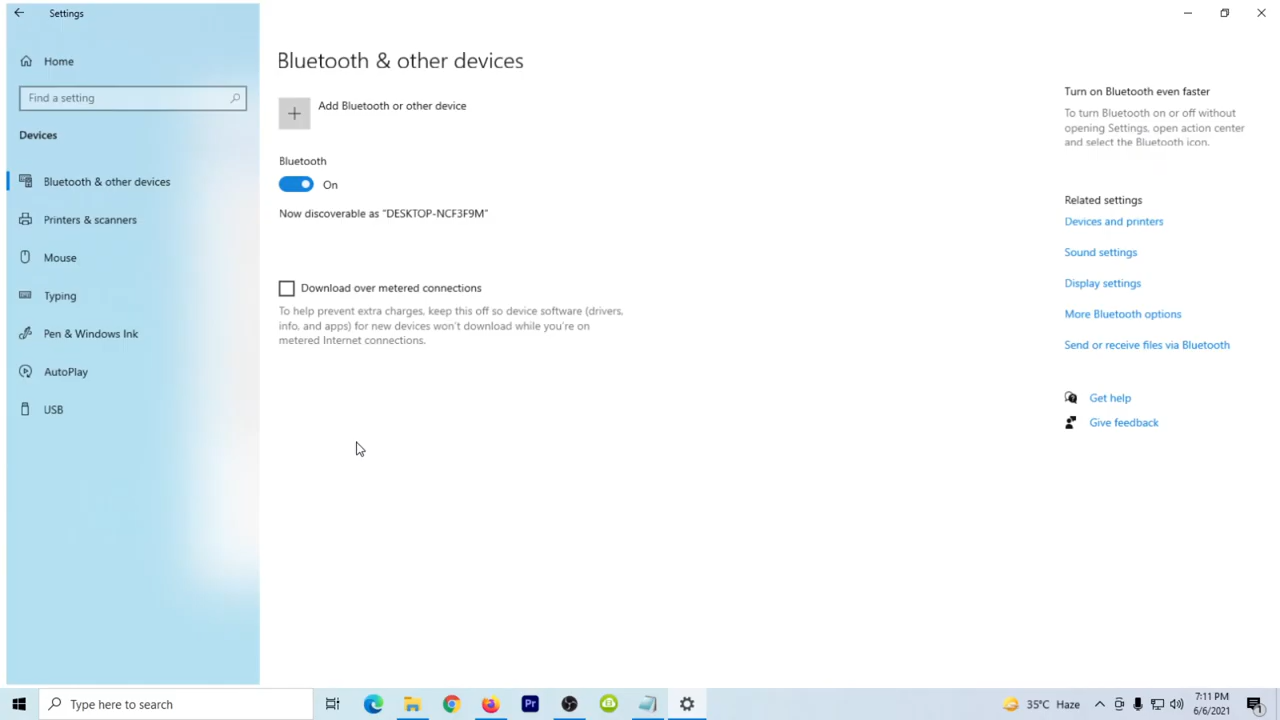 Settings
Home
Find a setting
Devices
Bluetooth & other devices
Printers & scanners
Mouse
Typing
Pen & Windows Ink
AutoPlay
USB
Bluetooth & other devices
Add Bluetooth or other device
Bluetooth
On
Now discoverable as "DESKTOP-NCF3F9M"
Download over metered connections
To help prevent extra charges, keep this off so device software (drivers,
info, and apps) for new devices won't download while you're on
metered Internet connections.
Turn on Bluetooth even faster
To turn Bluetooth on or off without
opening Settings, open action center
and select the Bluetooth icon.
Related settings
Devices and printers
Sound settings
Display settings
More Bluetooth options
Send or receive files via Bluetooth
Get help
Give feedback
Type here to search
Pr
35°C Haze
7:11 PM
6/6/2021
1